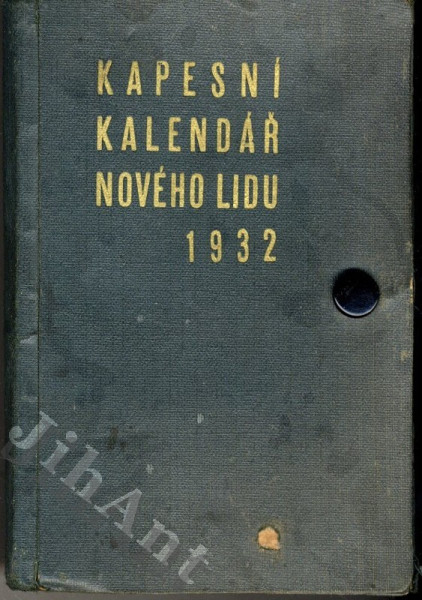 KAPESNÍ
KALENDÁŘ
NOVÉHO LIDU
1932
JihAnt